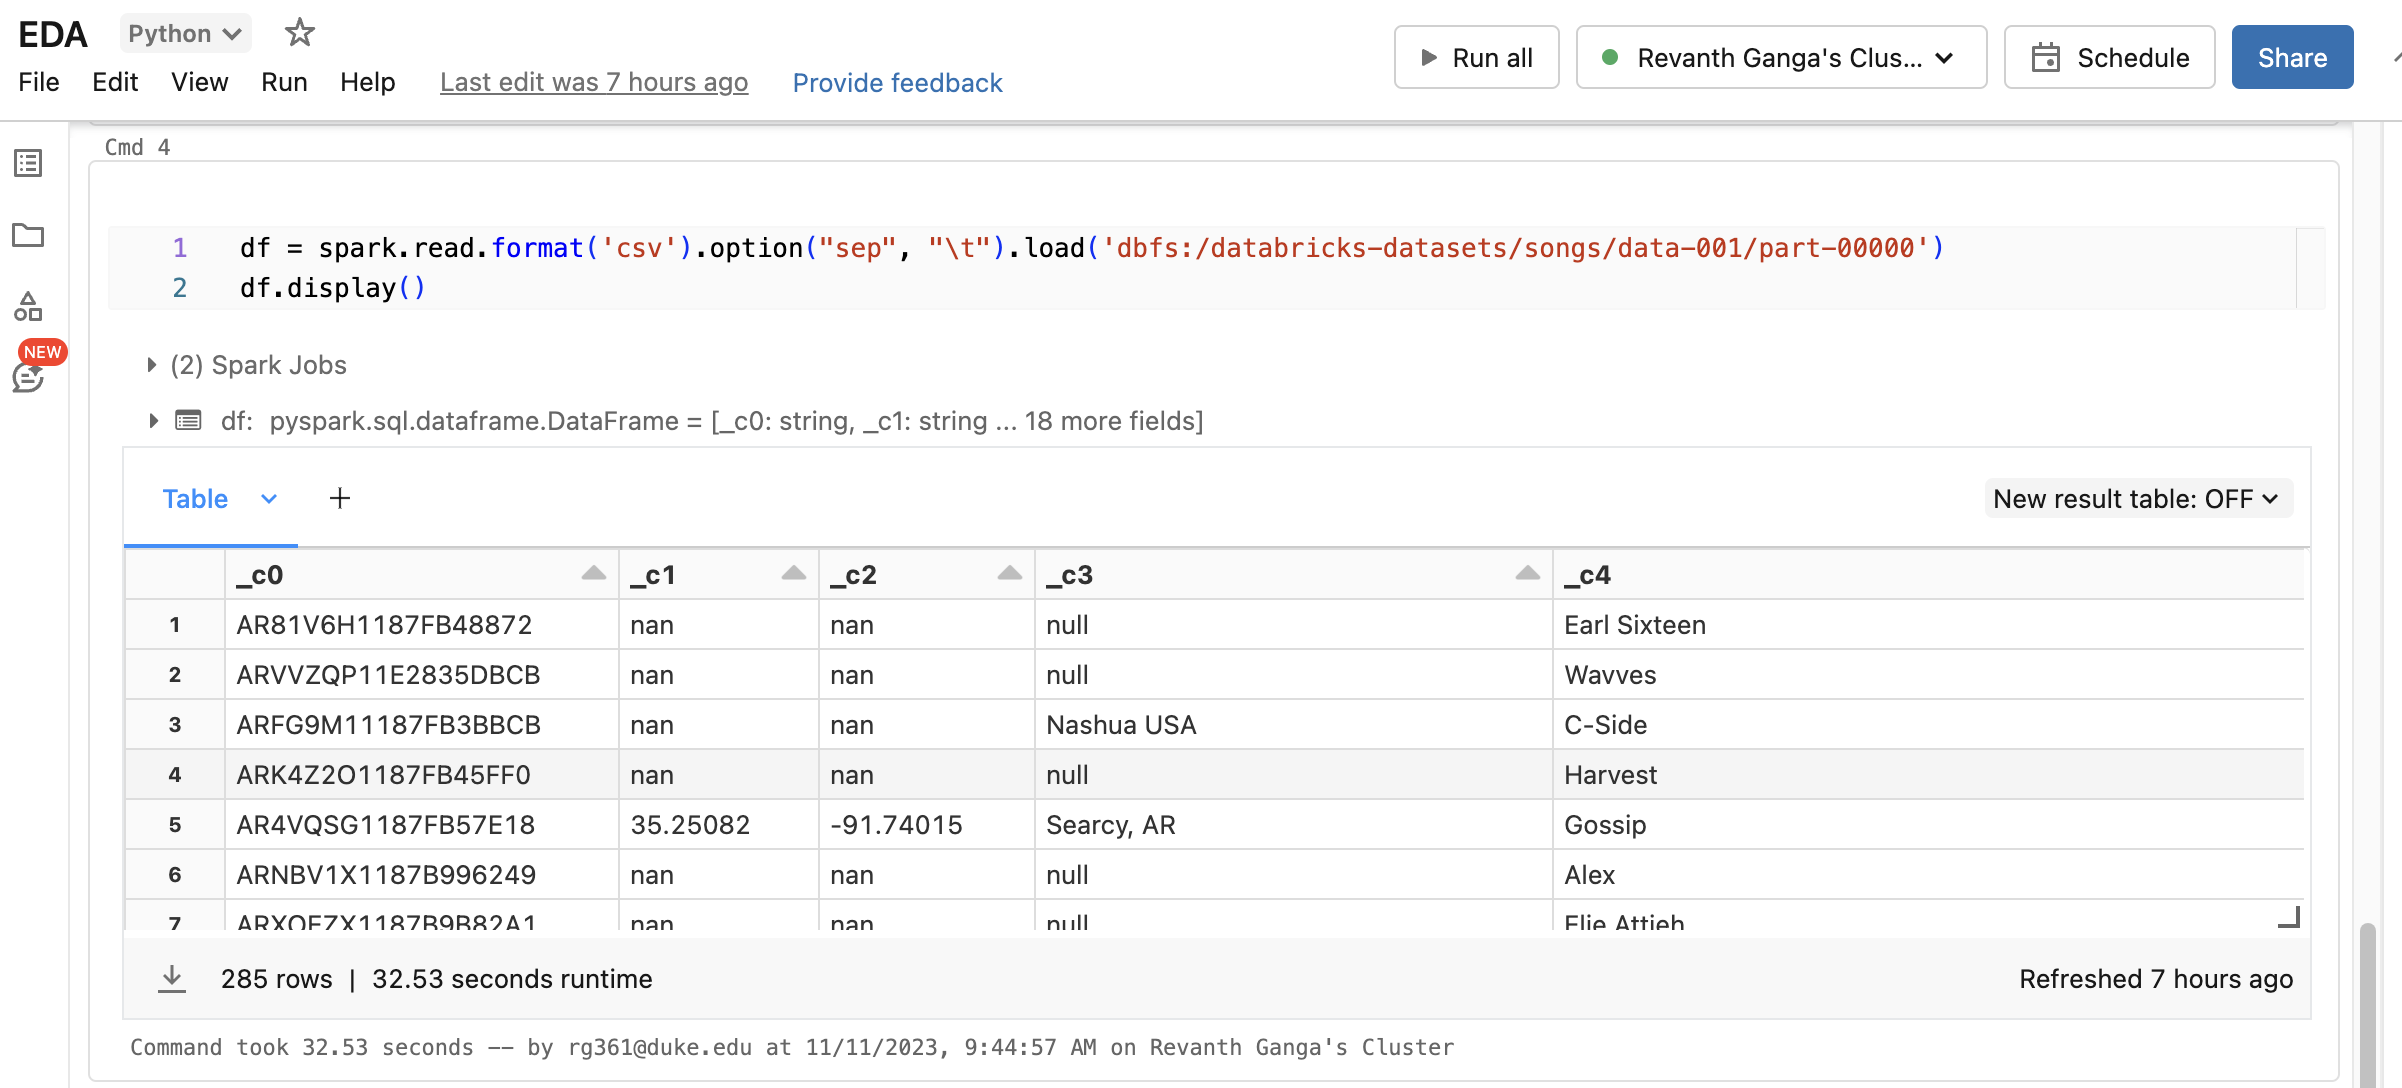 EDA Python
File Edit View Run Help Last edit was 7 hours ago Provide feedback
Run all Revanth Ganga's Clus... Schedule Share
NEW
Cmd 4
1 df = spark.read.format('csv').option("sep", "\t").load('dbfs:/databricks-datasets/songs/data-001/part-00000')
2 df.display()
(2) Spark Jobs
df: pyspark.sql.dataframe.DataFrame = [_c0: string, _c1: string ... 18 more fields]
Table + New result table: OFF
_c0 _c1 _c2 _c3 _c4
1 AR81V6H1187FB48872 nan nan null Earl Sixteen
2 ARVVZQP11E2835DBCB nan nan null Wavves
3 ARFG9M11187FB3BBCB nan nan Nashua USA C-Side
4 ARK4Z2O1187FB45FF0 nan nan null Harvest
5 AR4VQSG1187FB57E18 35.25082 -91.74015 Searcy, AR Gossip
6 ARNBV1X1187B996249 nan nan null Alex
7 nan nan null Elie Attieh
285 rows | 32.53 seconds runtime Refreshed 7 hours ago
Command took 32.53 seconds -- by rg361@duke.edu at 11/11/2023, 9:44:57 AM on Revanth Ganga's Cluster